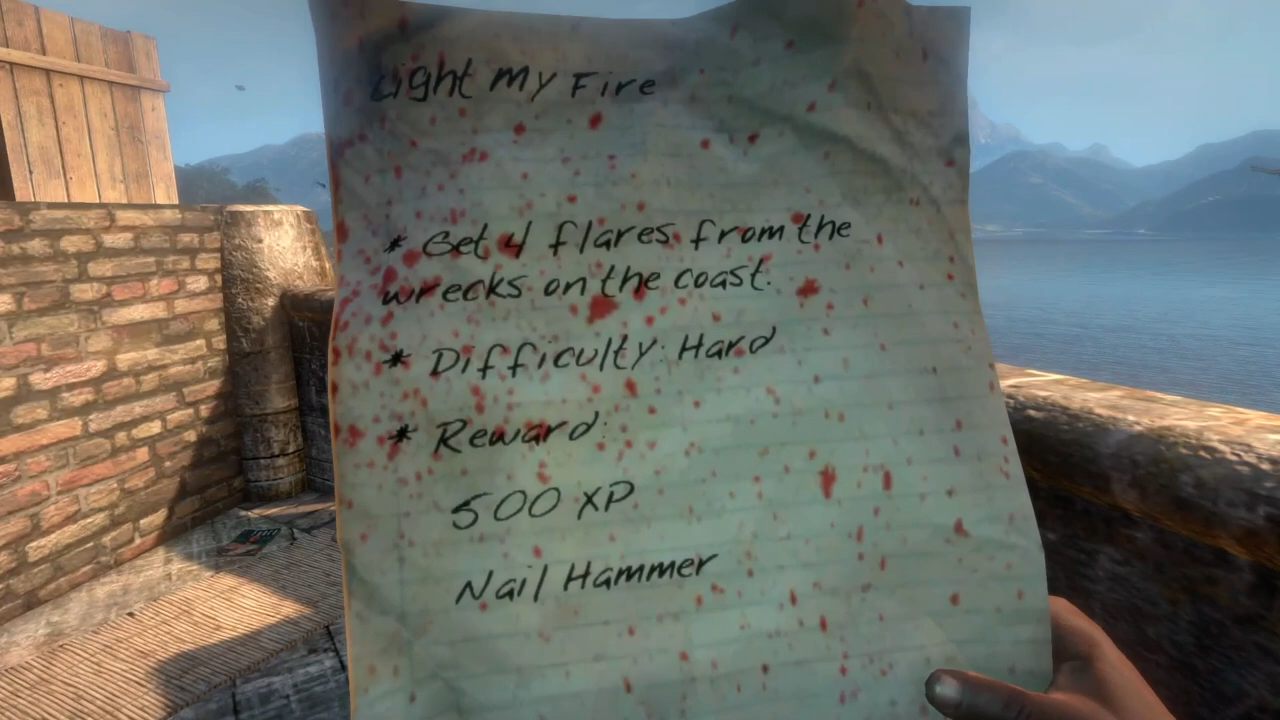 Light My Fire
* Get 4 flares from the
wrecks on the coast.
* Difficulty: Hard
* Reward:
500 XP
Nail Hammer